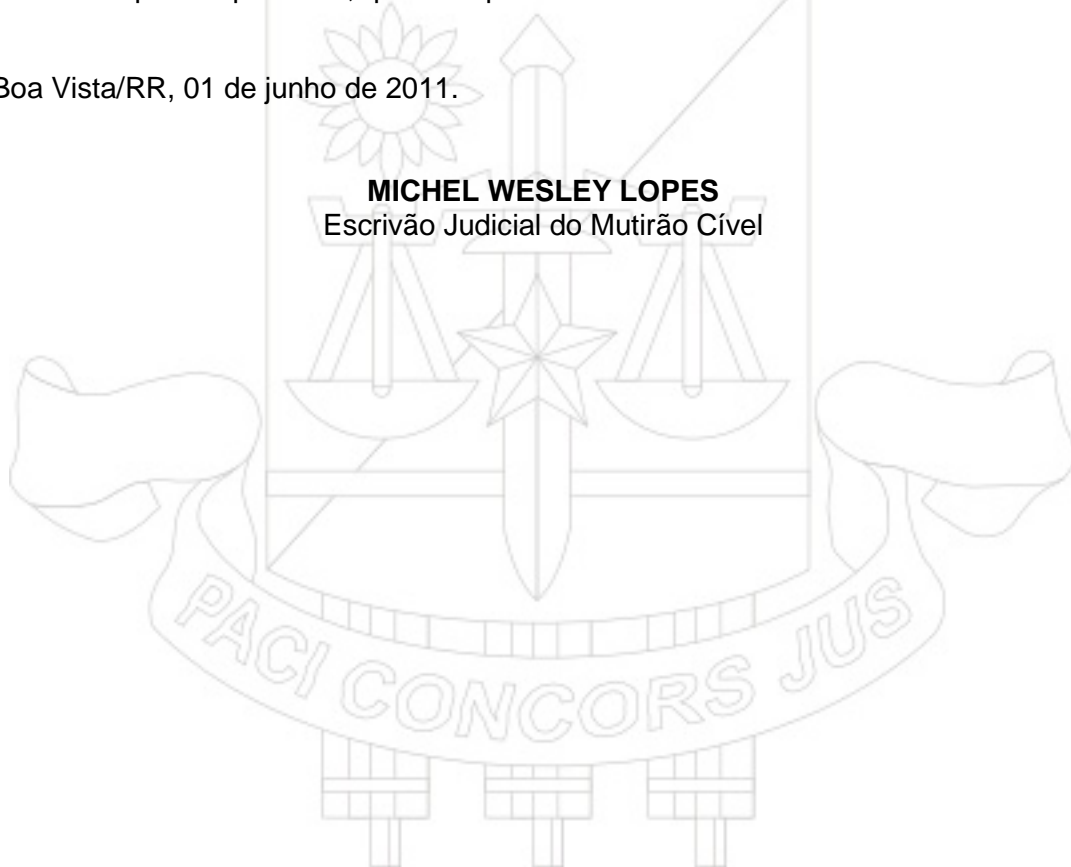 Boa Vista/RR, 01 de junho de 2011.
MICHEL WESLEY LOPES
Escrivão Judicial do Mutirão Cível
PACI CONCORS JUS